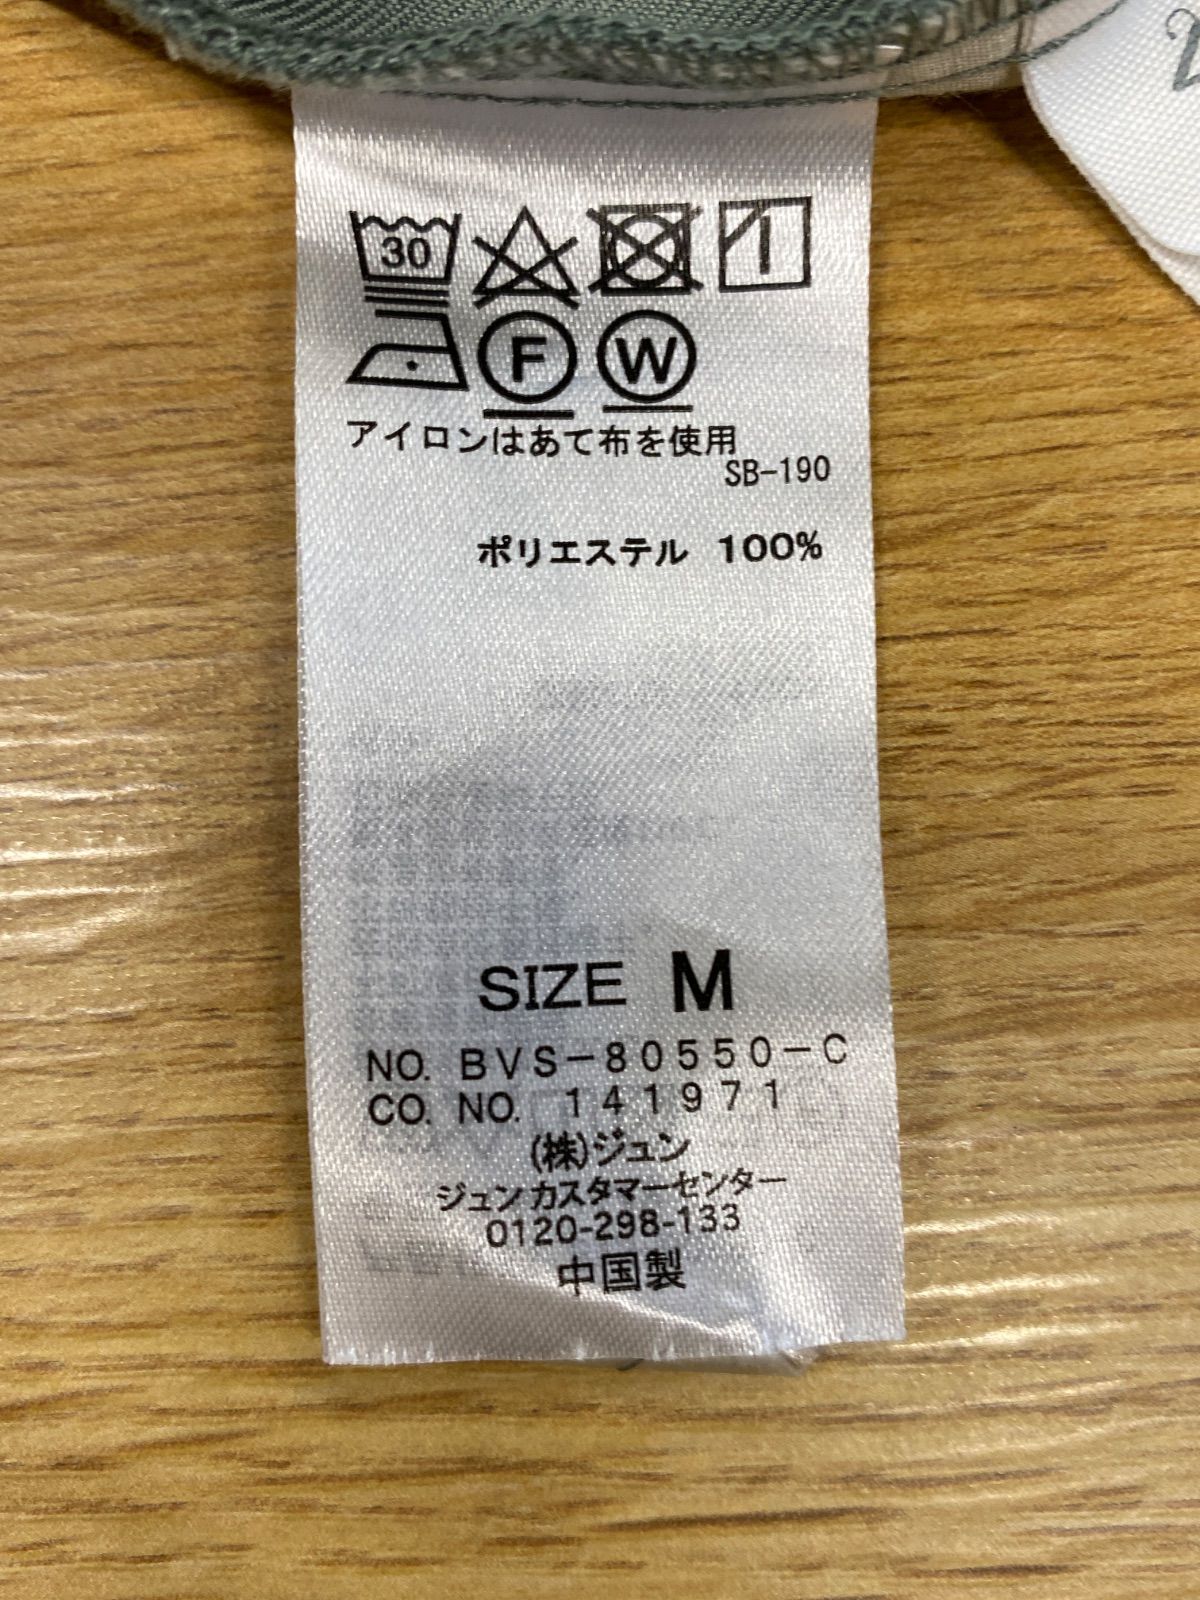 30
F W
アイロンはあて布を使用
SB-190
ポリエステル 100%
SIZE M
NO. BVS-80550-C
CO. NO. 141971
(株)ジュン
ジュンカスタマーセンター
0120-298-133
中国製